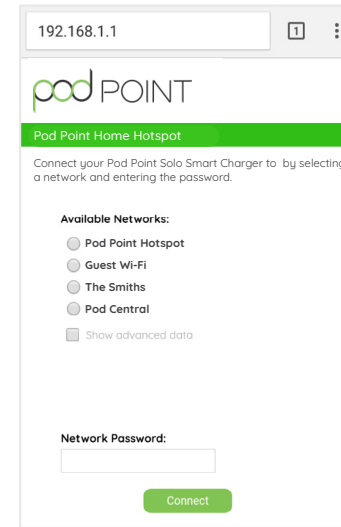 192.168.1.1
1
pod POINT
Pod Point Home Hotspot
Connect your Pod Point Solo Smart Charger to by selecting
a network and entering the password.
Available Networks:
Pod Point Hotspot
Guest Wi-Fi
The Smiths
Pod Central
Show advanced data
Network Password:
Connect